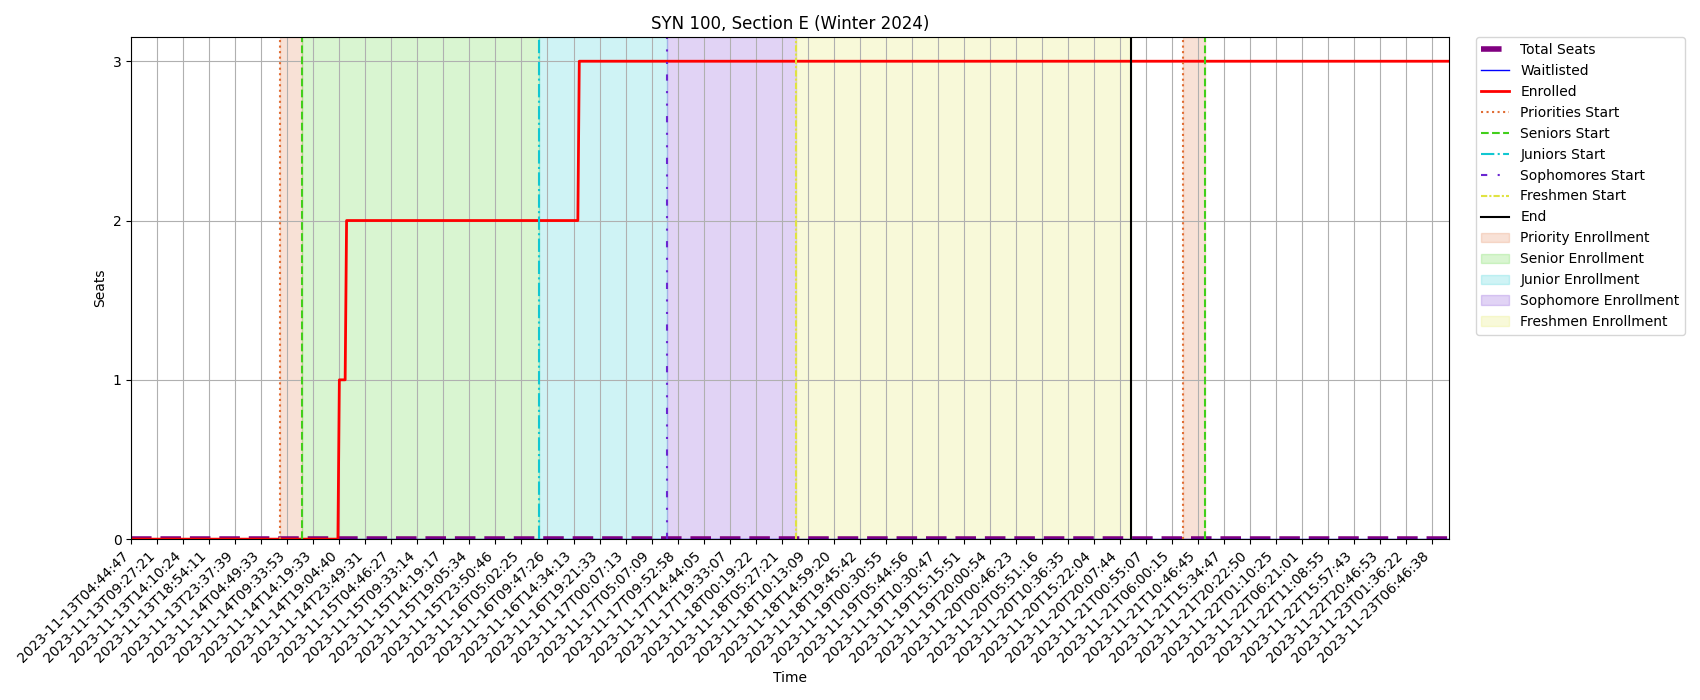 SYN 100, Section E (Winter 2024)
Seats
3
2
1
0
2023-11-13T04:44:47
2023-11-13T09:27:21
2023-11-13T14:10:24
2023-11-13T18:54:11
2023-11-13T23:37:39
2023-11-14T04:49:33
2023-11-14T09:33:53
2023-11-14T14:19:33
2023-11-14T19:04:40
2023-11-14T23:49:31
2023-11-15T04:46:27
2023-11-15T09:33:14
2023-11-15T14:19:17
2023-11-15T19:05:34
2023-11-15T23:50:46
2023-11-16T05:02:25
2023-11-16T09:47:26
2023-11-16T14:34:13
2023-11-16T19:21:33
2023-11-17T00:07:13
2023-11-17T05:07:09
2023-11-17T09:52:58
2023-11-17T14:44:05
2023-11-17T19:33:07
2023-11-18T00:19:22
2023-11-18T05:27:21
2023-11-18T10:13:09
2023-11-18T14:59:20
2023-11-18T19:45:42
2023-11-19T00:30:55
2023-11-19T05:44:56
2023-11-19T10:30:47
2023-11-19T15:15:51
2023-11-19T20:00:54
2023-11-20T00:46:23
2023-11-20T05:51:16
2023-11-20T10:36:35
2023-11-20T15:22:04
2023-11-20T20:07:44
2023-11-21T00:55:07
2023-11-21T06:00:15
2023-11-21T10:46:45
2023-11-21T15:34:47
2023-11-21T20:22:50
2023-11-22T01:10:25
2023-11-22T06:21:01
2023-11-22T11:08:55
2023-11-22T15:57:43
2023-11-22T20:46:53
2023-11-23T01:36:22
2023-11-23T06:46:38
Time
Total Seats
Waitlisted
Enrolled
Priorities Start
Seniors Start
Juniors Start
Sophomores Start
Freshmen Start
End
Priority Enrollment
Senior Enrollment
Junior Enrollment
Sophomore Enrollment
Freshmen Enrollment